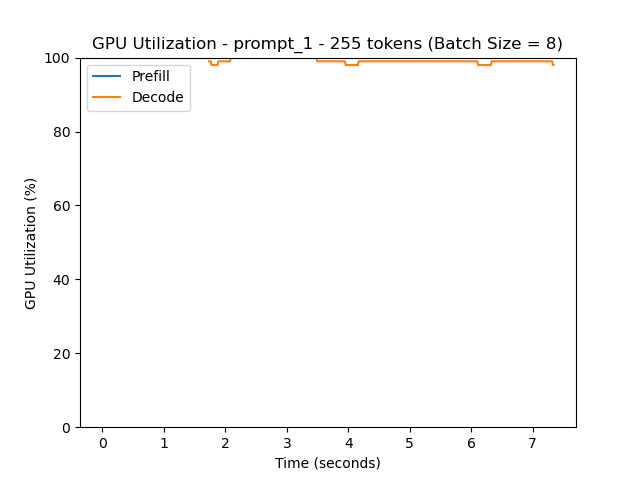 GPU Utilization - prompt_1 - 255 tokens (Batch Size = 8)
Prefill
Decode
GPU Utilization (%)
100
80
60
40
20
0
0 1 2 3 4 5 6 7
Time (seconds)